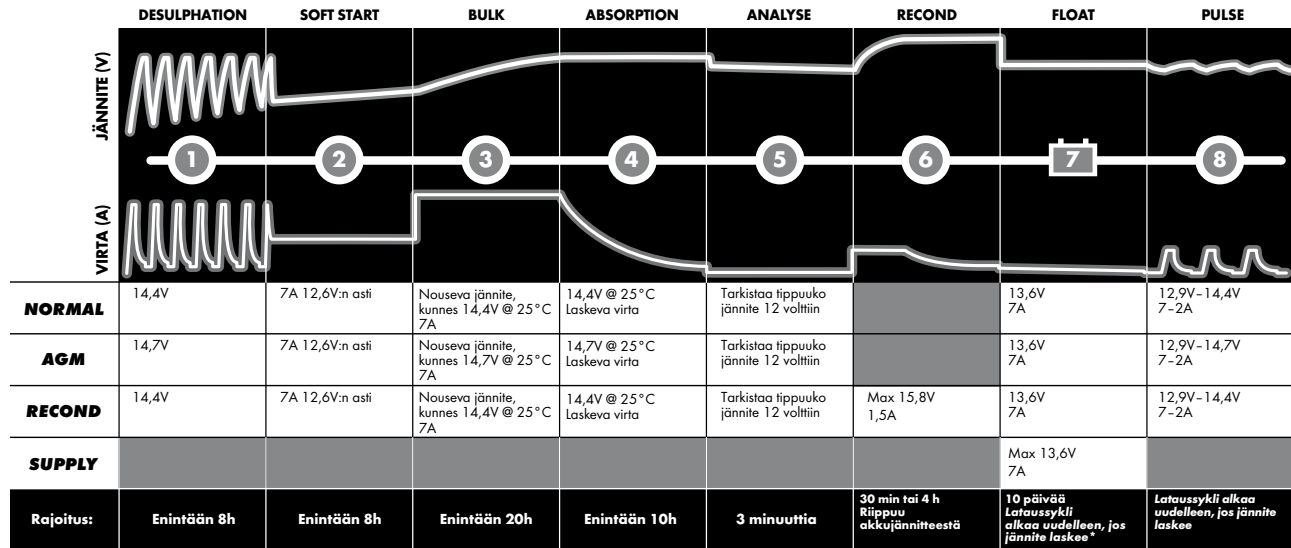 DESULPHATION SOFT START BULK ABSORPTION ANALYSE RECOND FLOAT PULSE
JÄNNITE (V)
1 2 3 4 5 6 7 8
VIRTA (A)
NORMAL
14,4V
7A 12,6V:n asti
Nouseva jännite,
kunnes 14,4V @ 25°C
7A
14,4V @ 25°C
Laskeva virta
Tarkistaa tippuuko
jännite 12 volttiin
13,6V
7A
12,9V–14,4V
7–2A
AGM
14,7V
7A 12,6V:n asti
Nouseva jännite,
kunnes 14,7V @ 25°C
7A
14,7V @ 25°C
Laskeva virta
Tarkistaa tippuuko
jännite 12 volttiin
13,6V
7A
12,9V–14,7V
7–2A
RECOND
14,4V
7A 12,6V:n asti
Nouseva jännite,
kunnes 14,4V @ 25°C
7A
14,4V @ 25°C
Laskeva virta
Tarkistaa tippuuko
jännite 12 volttiin
Max 15,8V
1,5A
13,6V
7A
12,9V–14,4V
7–2A
SUPPLY
Max 13,6V
7A
Rajoitus:
Enintään 8h
Enintään 8h
Enintään 20h
Enintään 10h
3 minuuttia
30 min tai 4 h
Riippuu
akkujännitteestä
10 päivää
Lataussykli
alkaa uudelleen, jos
jännite laskee*
Lataussykli alkaa
uudelleen, jos jännite
laskee